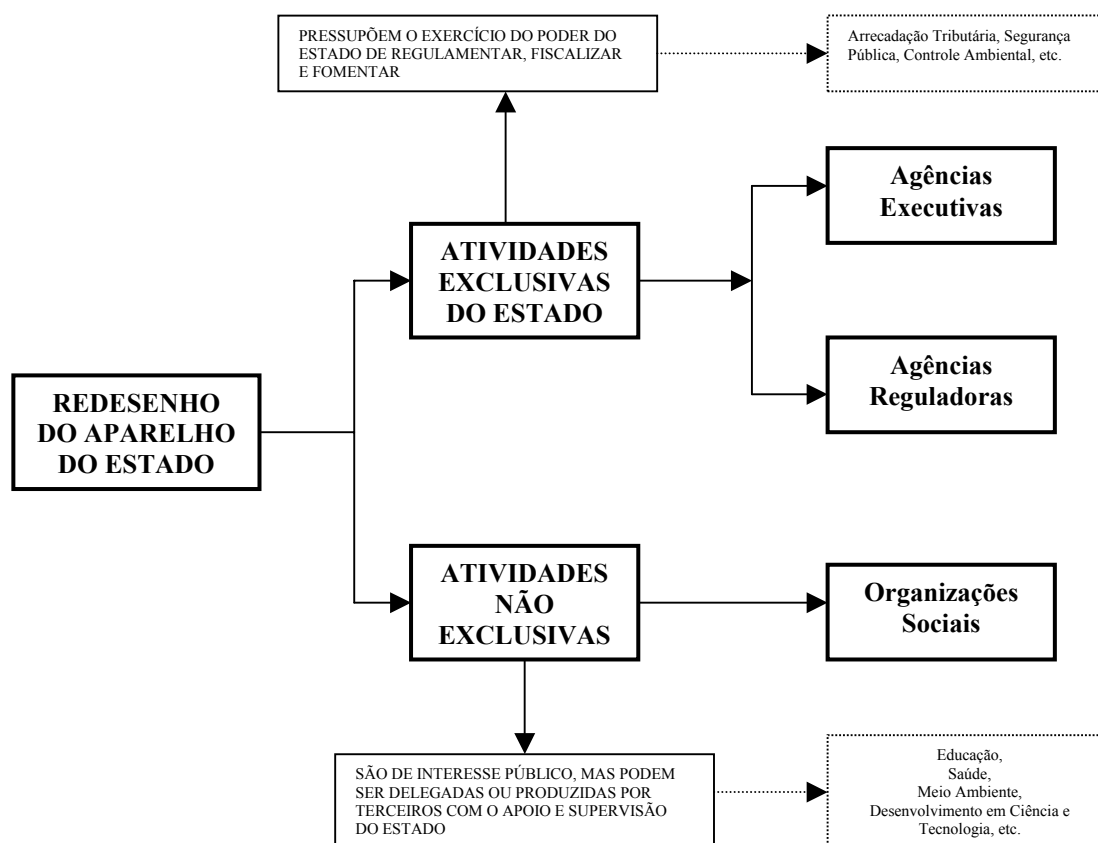 PRESSUPÕEM O EXERCÍCIO DO PODER DO
ESTADO DE REGULAMENTAR, FISCALIZAR
E FOMENTAR
Arrecadação Tributária, Segurança
Pública, Controle Ambiental, etc.
Agências
Executivas
ATIVIDADES
EXCLUSIVAS
DO ESTADO
Agências
Reguladoras
REDESENHO
DO APARELHO
DO ESTADO
ATIVIDADES
NÃO
EXCLUSIVAS
Organizações
Sociais
SÃO DE INTERESSE PÚBLICO, MAS PODEM
SER DELEGADAS OU PRODUZIDAS POR
TERCEIROS COM O APOIO E SUPERVISÃO
DO ESTADO
Educação,
Saúde,
Meio Ambiente,
Desenvolvimento em Ciência e
Tecnologia, etc.